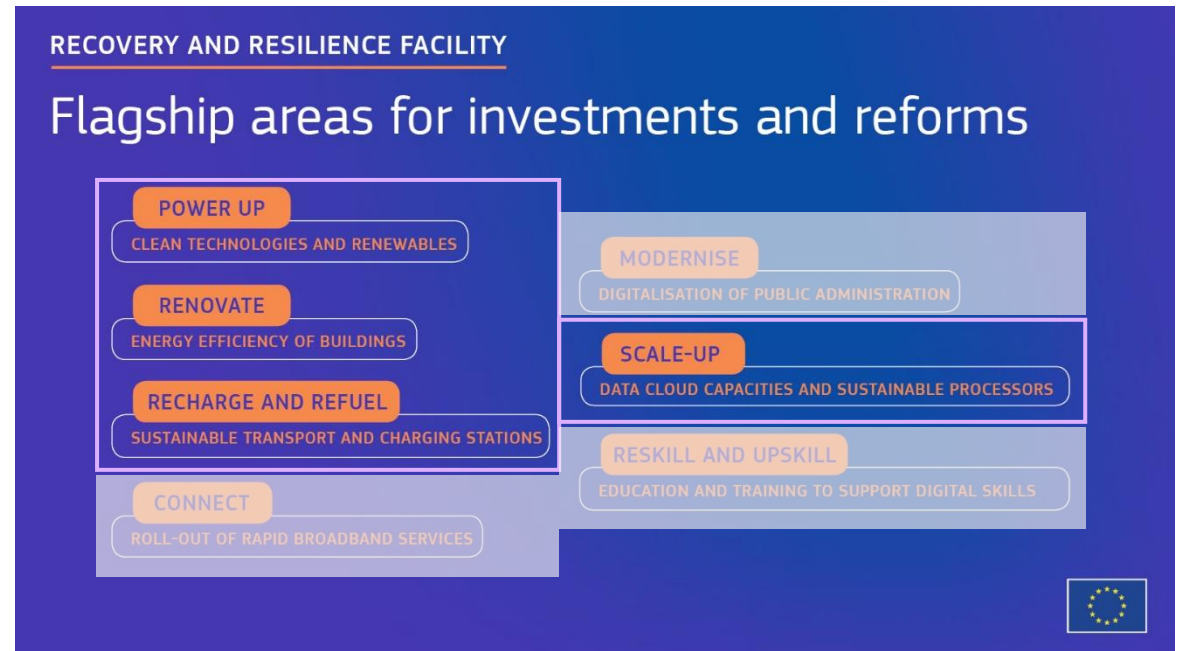 RECOVERY AND RESILIENCE FACILITY
Flagship areas for investments and reforms
POWER UP
CLEAN TECHNOLOGIES AND RENEWABLES
RENOVATE
ENERGY EFFICIENCY OF BUILDINGS
RECHARGE AND REFUEL
SUSTAINABLE TRANSPORT AND CHARGING STATIONS
CONNECT
ROLL-OUT OF RAPID BROADBAND SERVICES
MODERNISE
DIGITALISATION OF PUBLIC ADMINISTRATION
SCALE-UP
DATA CLOUD CAPACITIES AND SUSTAINABLE PROCESSORS
RESKILL AND UPSKILL
EDUCATION AND TRAINING TO SUPPORT DIGITAL SKILLS